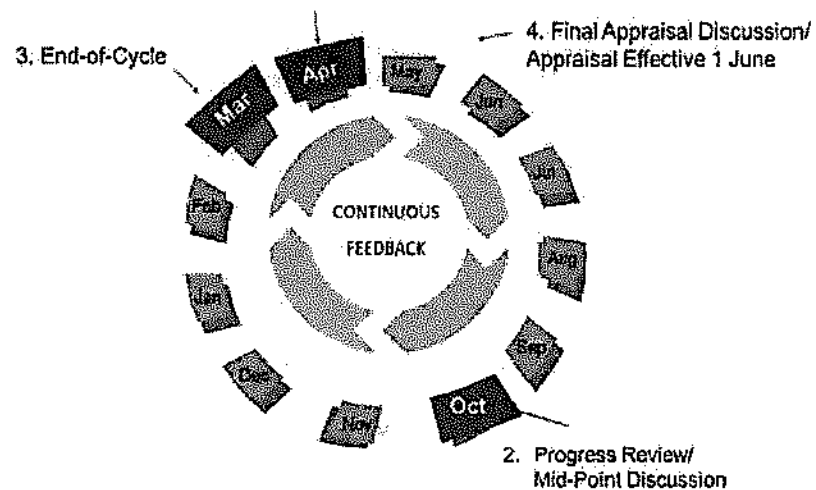 3. End-of-Cycle
4. Final Appraisal Discussion/
Appraisal Effective 1 June
Mar
Apr
May
Jun
Jul
Aug
Sep
Oct
Nov
Dec
Jan
Feb
CONTINUOUS
FEEDBACK
2. Progress Review/
Mid-Point Discussion